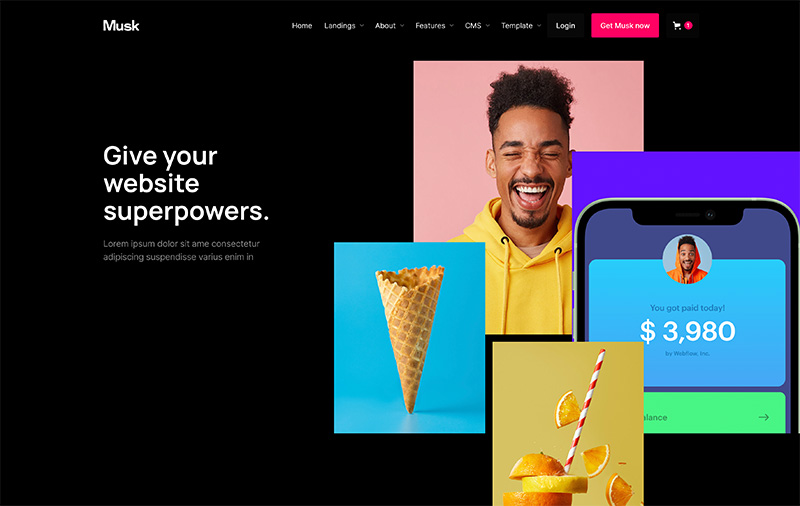 Musk
Home Landings About Features CMS Template Login Get Musk now 1
Give your
website
superpowers.
Lorem ipsum dolor sit ame consectetur
adipiscing suspendisse varius enim in
You got paid today!
$ 3,980
by Webflow, Inc.
alance